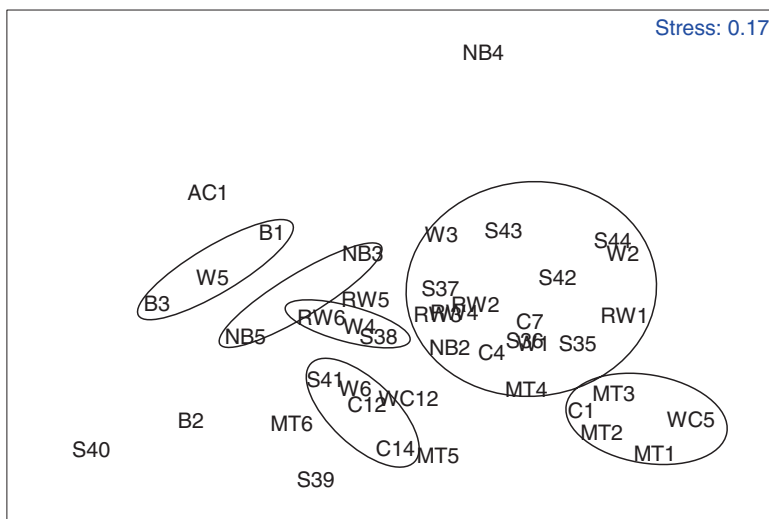 Stress: 0.17
NB4
AC1
B1
W3
S43
S44
W2
NB3
W5
S42
S37
B3
RW5
RW2
RW3
RW4
RW1
RW6
C7
W4
NB5
S38
S36
W1
S35
NB2
C4
S41
W6
MT4
MT3
WC12
C12
C1
WC5
B2
MT6
MT2
S40
C14
MT5
MT1
S39